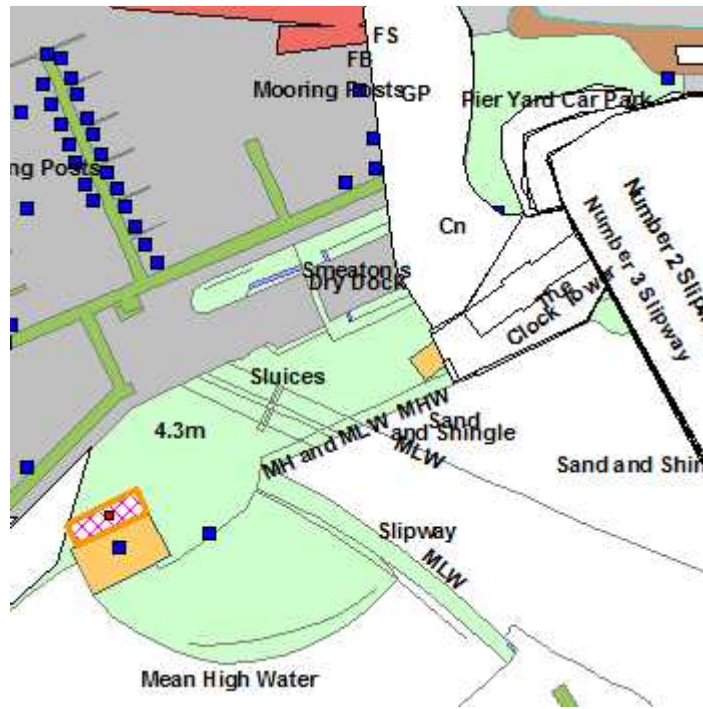 FS
FB
Mooring Posts
GP
Pier Yard Car Park
ng Posts
Number 2 Slip
Number 3 Slipway
Cn
Smeaton's
Dry Dock
The
Clock Tower
Sluices
MHW
4.3m
Sand
and Shingle
MH and MLW
MLW
Sand and Shin
Slipway
MLW
Mean High Water